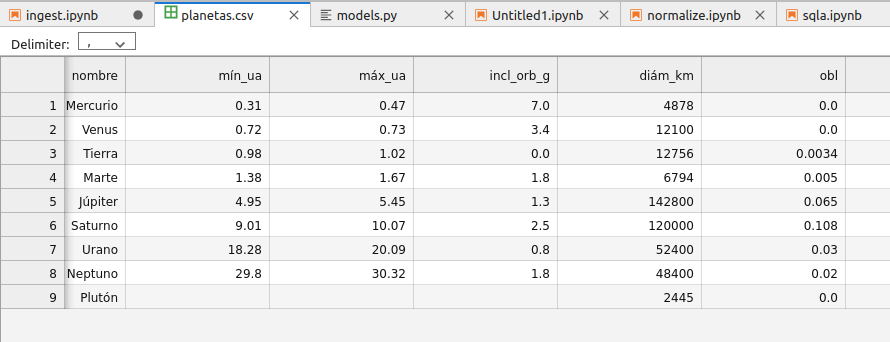 ingest.ipynb planetas.csv models.py Untitled1.ipynb normalize.ipynb sqla.ipynb
Delimiter: ,
nombre mín_ua máx_ua incl_orb_g diám_km obl
1 Mercurio 0.31 0.47 7.0 4878 0.0
2 Venus 0.72 0.73 3.4 12100 0.0
3 Tierra 0.98 1.02 0.0 12756 0.0034
4 Marte 1.38 1.67 1.8 6794 0.005
5 Júpiter 4.95 5.45 1.3 142800 0.065
6 Saturno 9.01 10.07 2.5 120000 0.108
7 Urano 18.28 20.09 0.8 52400 0.03
8 Neptuno 29.8 30.32 1.8 48400 0.02
9 Plutón 2445 0.0